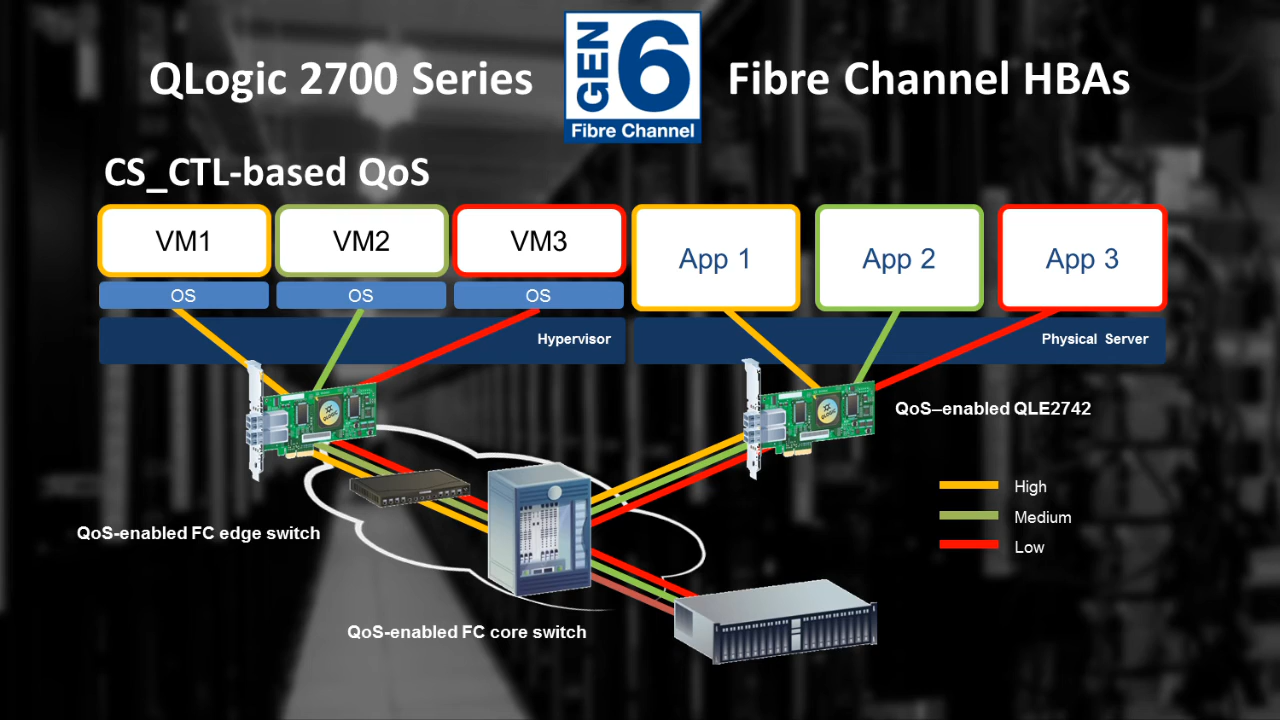 QLogic 2700 Series
GEN 6
Fibre Channel
Fibre Channel HBAs
CS_CTL-based QoS
VM1
VM2
VM3
App 1
App 2
App 3
OS
OS
OS
Hypervisor
Physical Server
QLOGIC
QLOGIC
QoS–enabled QLE2742
High
Medium
Low
QoS-enabled FC edge switch
QoS-enabled FC core switch